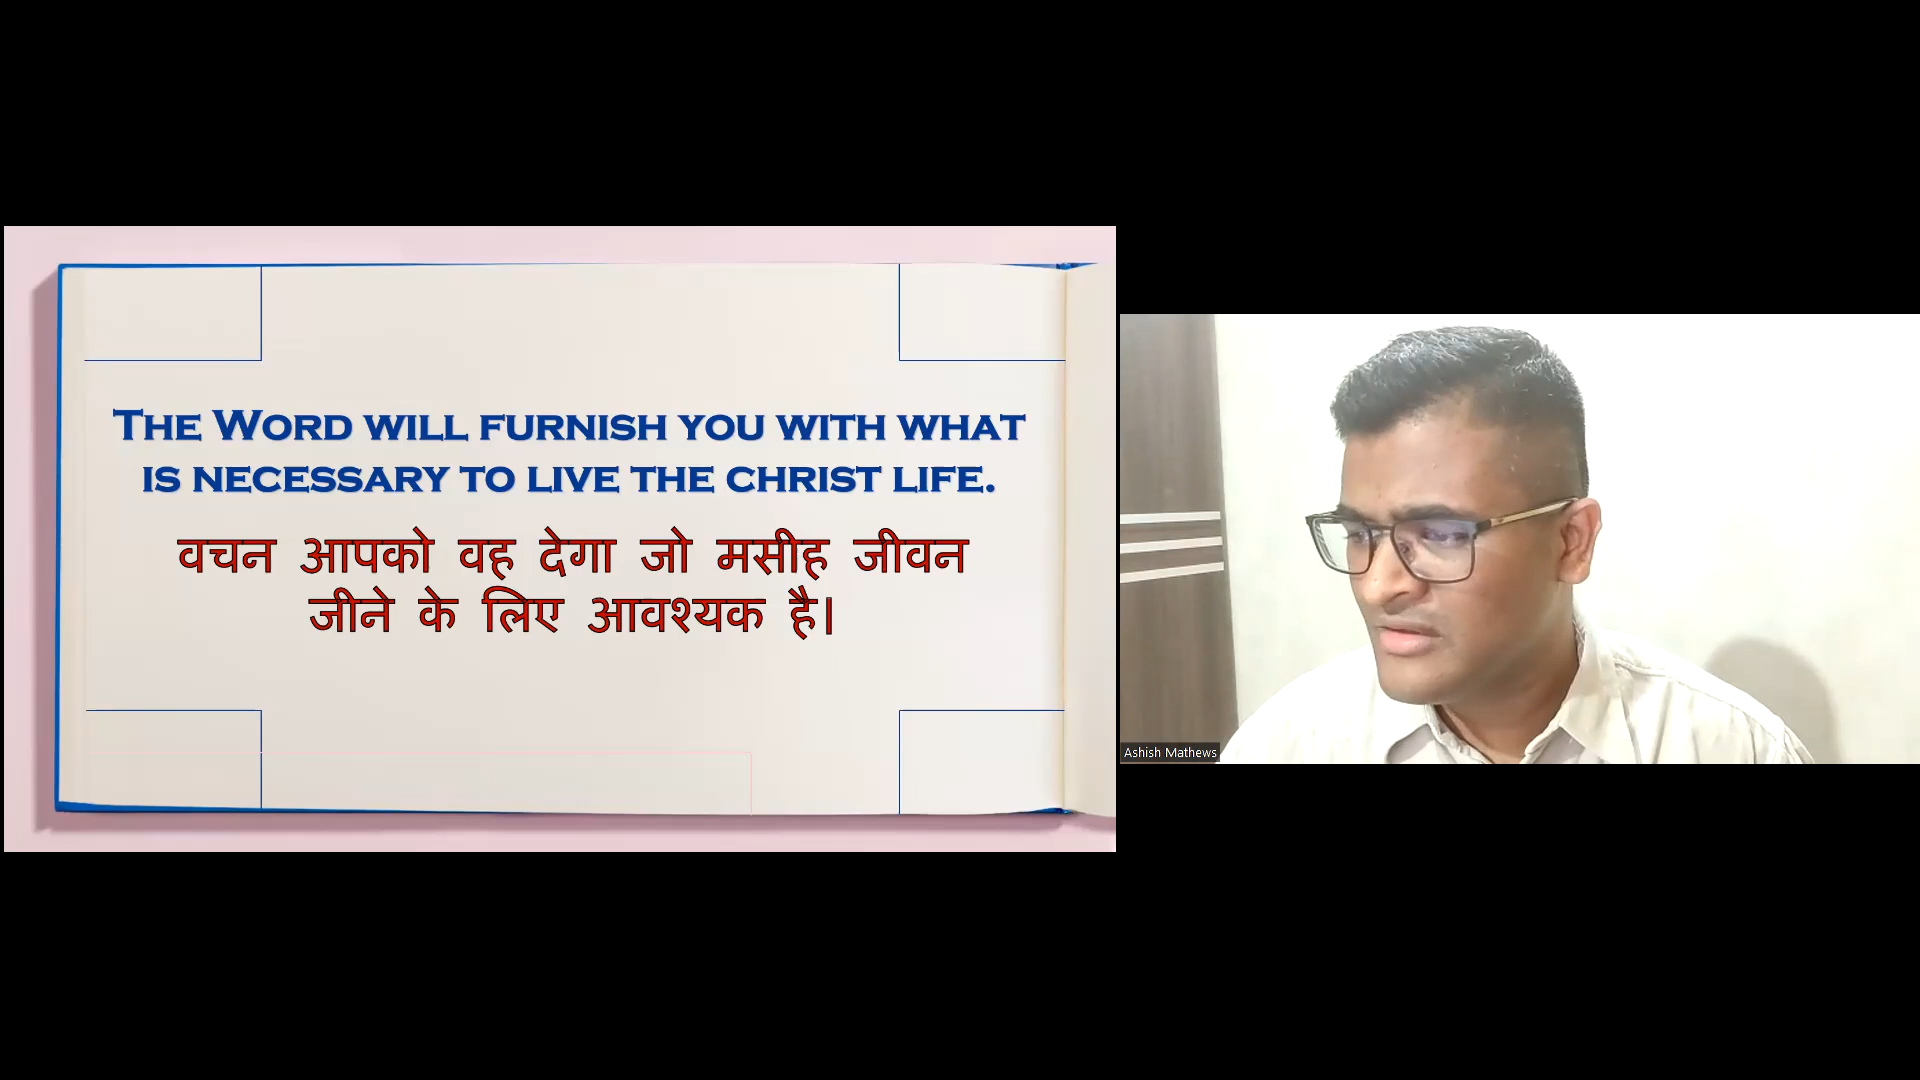 THE WORD WILL FURNISH YOU WITH WHAT
IS NECESSARY TO LIVE THE CHRIST LIFE.
वचन आपको वह देगा जो मसीह जीवन
जीने के लिए आवश्यक है।
Ashish Mathews